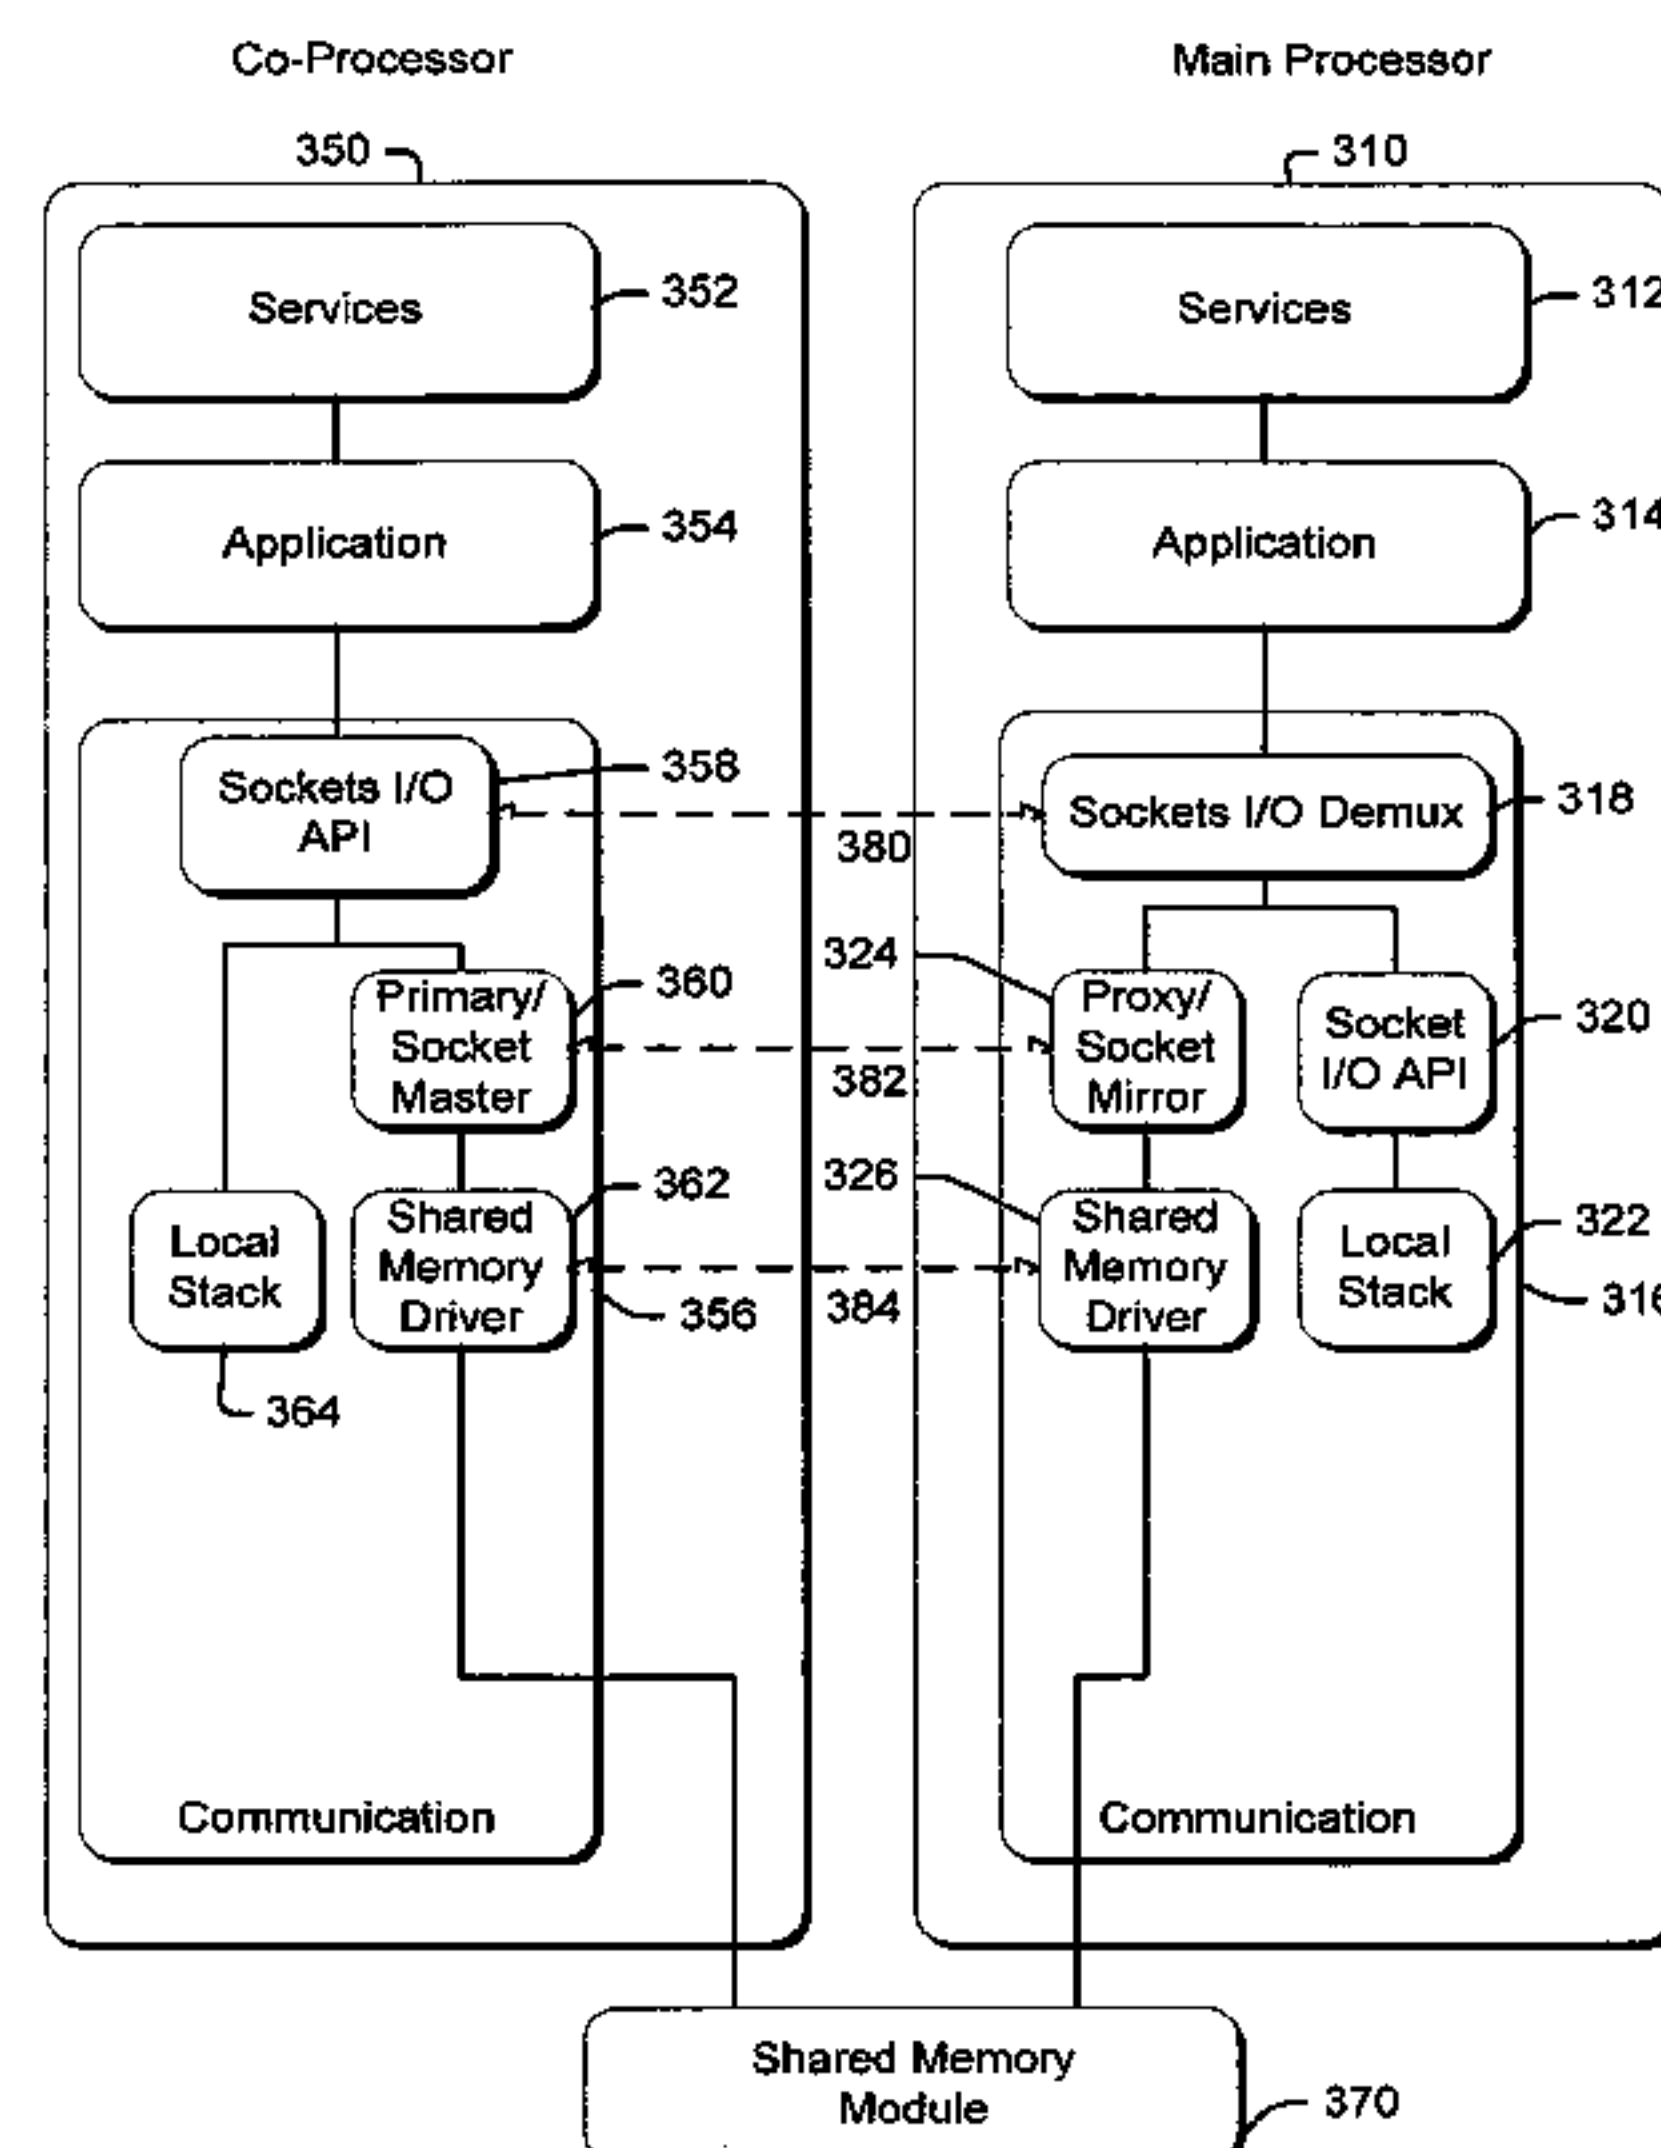 Co-Processor
Main Processor
350
310
Services
352
Services
312
Application
354
Application
314
Sockets I/O
API
358
380
Sockets I/O Demux
318
324
Primary/
Socket
Master
360
382
Proxy/
Socket
Mirror
Socket
I/O API
320
326
Local
Stack
Shared
Memory
Driver
362
356
384
Shared
Memory
Driver
Local
Stack
322
316
364
Communication
Communication
Shared Memory
Module
370